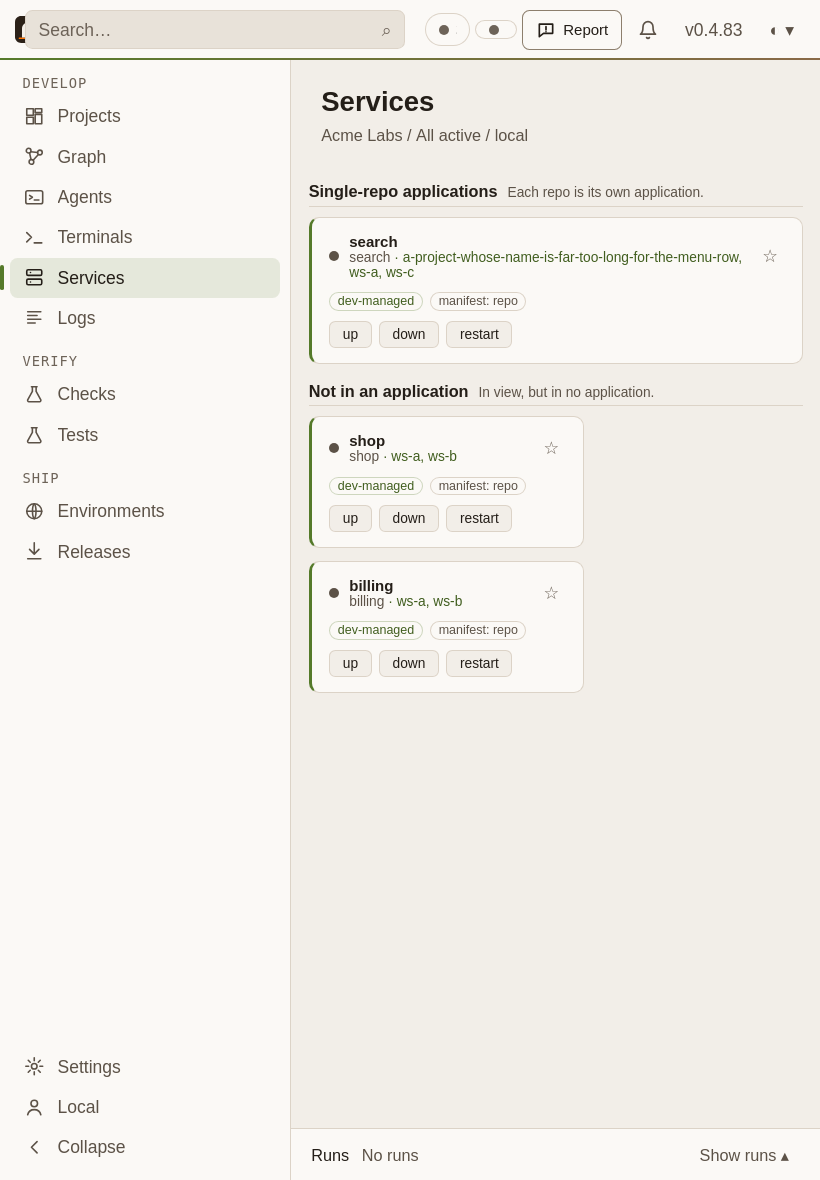 Search…
Report
v0.4.83
DEVELOP
Projects
Graph
Agents
Terminals
Services
Logs
VERIFY
Checks
Tests
SHIP
Environments
Releases
Settings
Local
Collapse
Services
Acme Labs / All active / local
Single-repo applications Each repo is its own application.
search
search · a-project-whose-name-is-far-too-long-for-the-menu-row,
ws-a, ws-c
dev-managed manifest: repo
up down restart
Not in an application In view, but in no application.
shop
shop · ws-a, ws-b
dev-managed manifest: repo
up down restart
billing
billing · ws-a, ws-b
dev-managed manifest: repo
up down restart
Runs No runs Show runs ▴